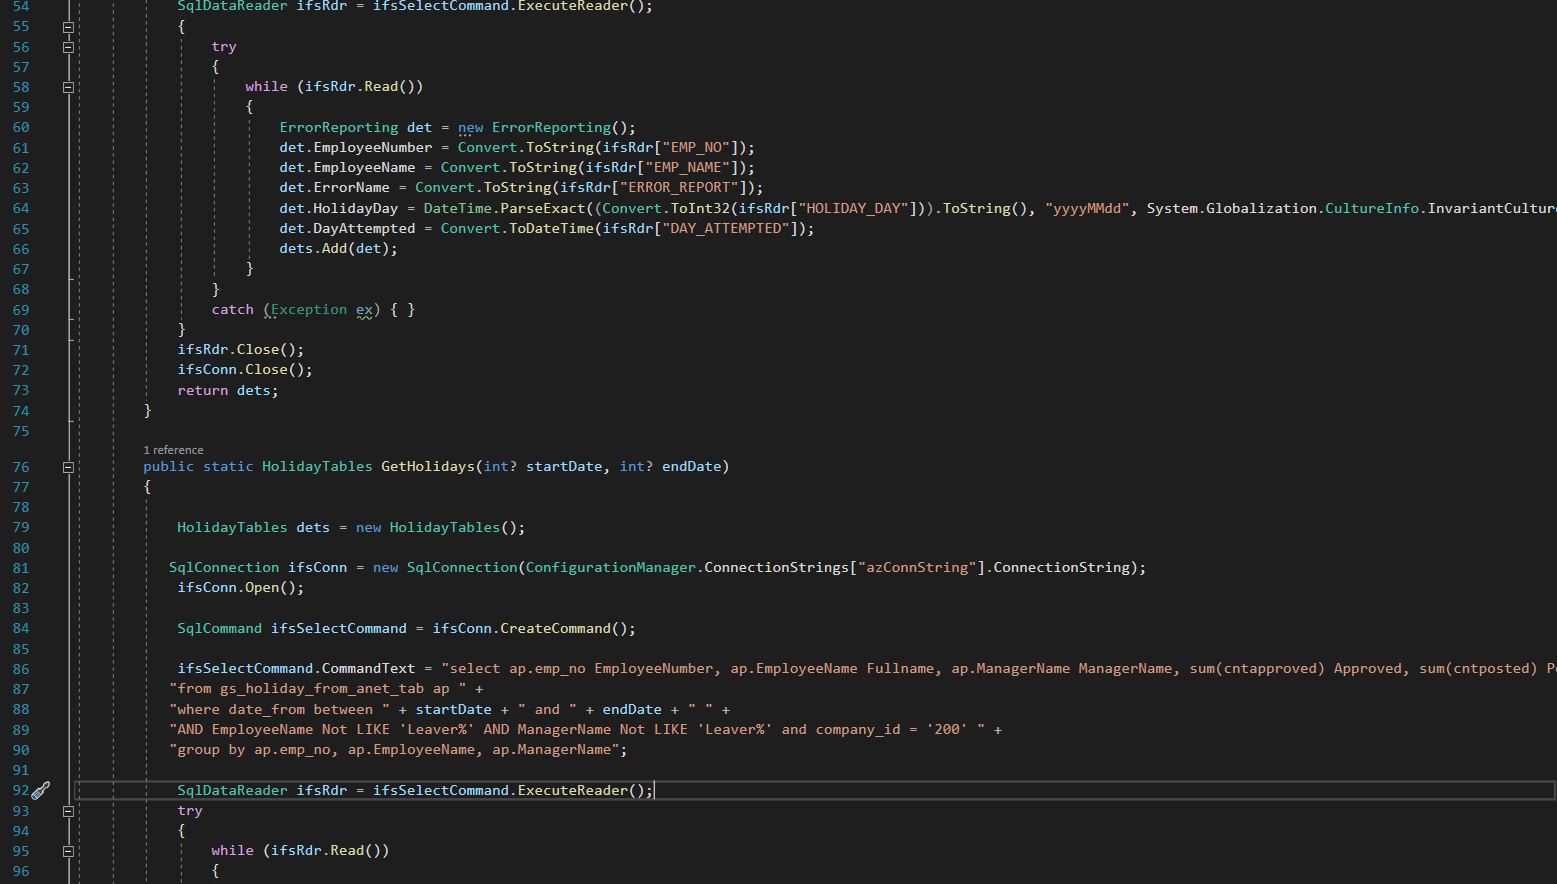 54 SqlDataReader ifsRdr = ifsSelectCommand.ExecuteReader();
55 {
56 try
57 {
58 while (ifsRdr.Read())
59 {
60 ErrorReporting det = new ErrorReporting();
61 det.EmployeeNumber = Convert.ToString(ifsRdr["EMP_NO"]);
62 det.EmployeeName = Convert.ToString(ifsRdr["EMP_NAME"]);
63 det.ErrorName = Convert.ToString(ifsRdr["ERROR_REPORT"]);
64 det.HolidayDay = DateTime.ParseExact((Convert.ToInt32(ifsRdr["HOLIDAY_DAY"])).ToString(), "yyyyMMdd", System.Globalization.CultureInfo.InvariantCulture
65 det.DayAttempted = Convert.ToDateTime(ifsRdr["DAY_ATTEMPTED"]);
66 dets.Add(det);
67 }
68 }
69 catch (Exception ex) { }
70 }
71 ifsRdr.Close();
72 ifsConn.Close();
73 return dets;
74 }
75
1 reference
76 public static HolidayTables GetHolidays(int? startDate, int? endDate)
77 {
78
79 HolidayTables dets = new HolidayTables();
80
81 SqlConnection ifsConn = new SqlConnection(ConfigurationManager.ConnectionStrings["azConnString"].ConnectionString);
82 ifsConn.Open();
83
84 SqlCommand ifsSelectCommand = ifsConn.CreateCommand();
85
86 ifsSelectCommand.CommandText = "select ap.emp_no EmployeeNumber, ap.EmployeeName Fullname, ap.ManagerName ManagerName, sum(cntapproved) Approved, sum(cntposted)
87 "from gs_holiday_from_anet_tab ap " +
88 "where date_from between " + startDate + " and " + endDate + " " +
89 "AND EmployeeName Not LIKE 'Leaver%' AND ManagerName Not LIKE 'Leaver%' and company_id = '200' " +
90 "group by ap.emp_no, ap.EmployeeName, ap.ManagerName";
91
92 SqlDataReader ifsRdr = ifsSelectCommand.ExecuteReader();
93 try
94 {
95 while (ifsRdr.Read())
96 {